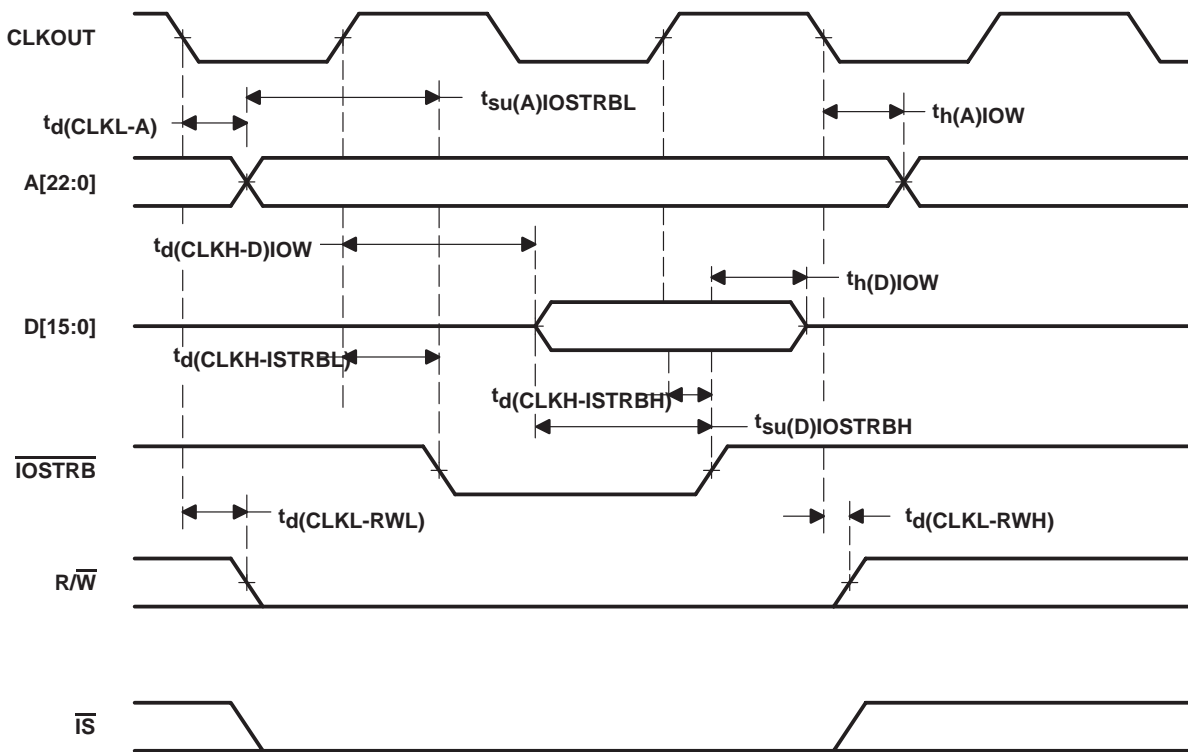 CLKOUT
tsu(A)IOSTRBL
td(CLKL-A)
th(A)IOW
A[22:0]
td(CLKH-D)IOW
th(D)IOW
D[15:0]
td(CLKH-ISTRBL)
td(CLKH-ISTRBH)
tsu(D)IOSTRBH
IOSTRB
td(CLKL-RWL)
td(CLKL-RWH)
R/W
IS